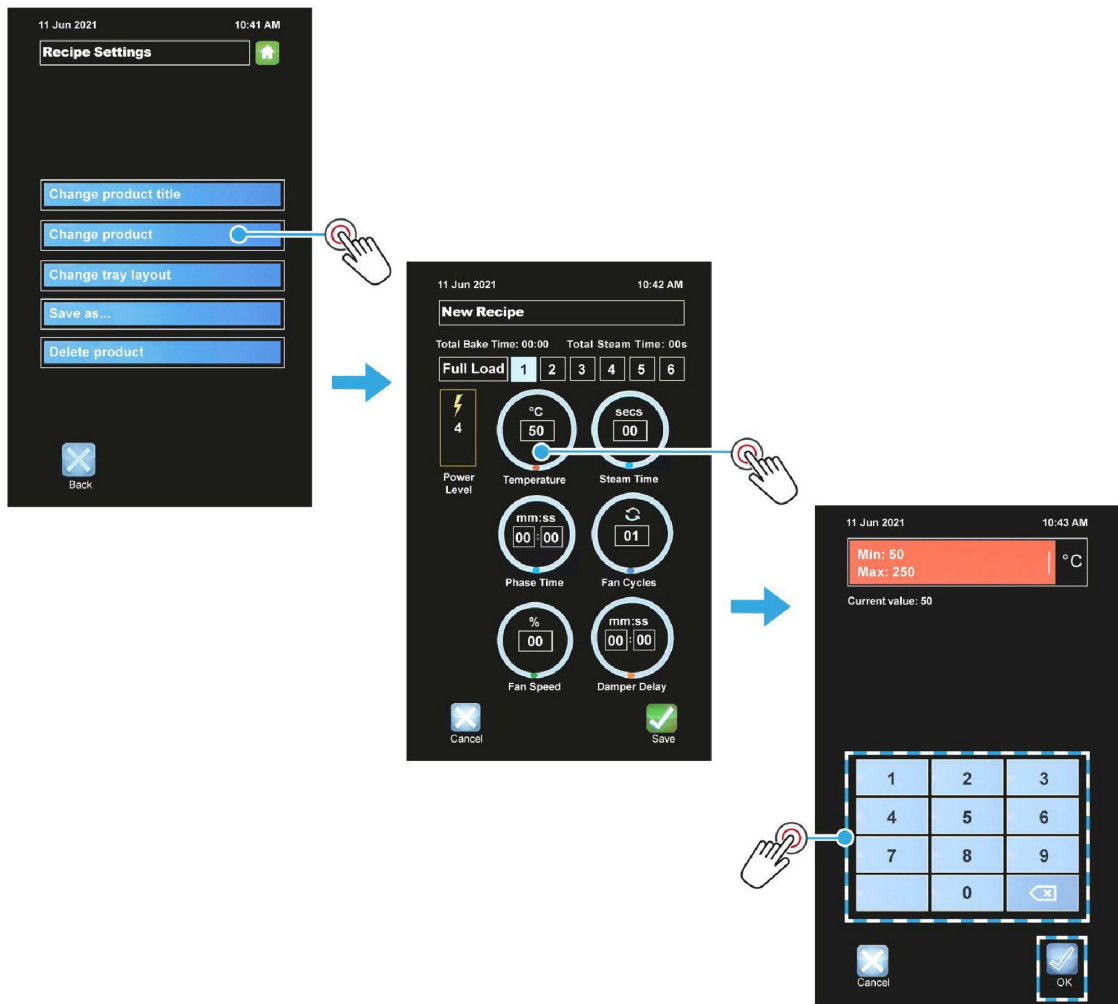 11 Jun 2021 10:41 AM
Recipe Settings
Change product title
Change product
Change tray layout
Save as...
Delete product
Back
11 Jun 2021 10:42 AM
New Recipe
Total Bake Time: 00:00 Total Steam Time: 00s
Full Load 1 2 3 4 5 6
4
Power
Level
°C
50
Temperature
secs
00
Steam Time
mm:ss
00:00
Phase Time
01
Fan Cycles
%
00
Fan Speed
mm:ss
00:00
Damper Delay
Cancel
Save
11 Jun 2021 10:43 AM
Min: 50
Max: 250
°C
Current value: 50
1 2 3
4 5 6
7 8 9
0
Cancel
OK